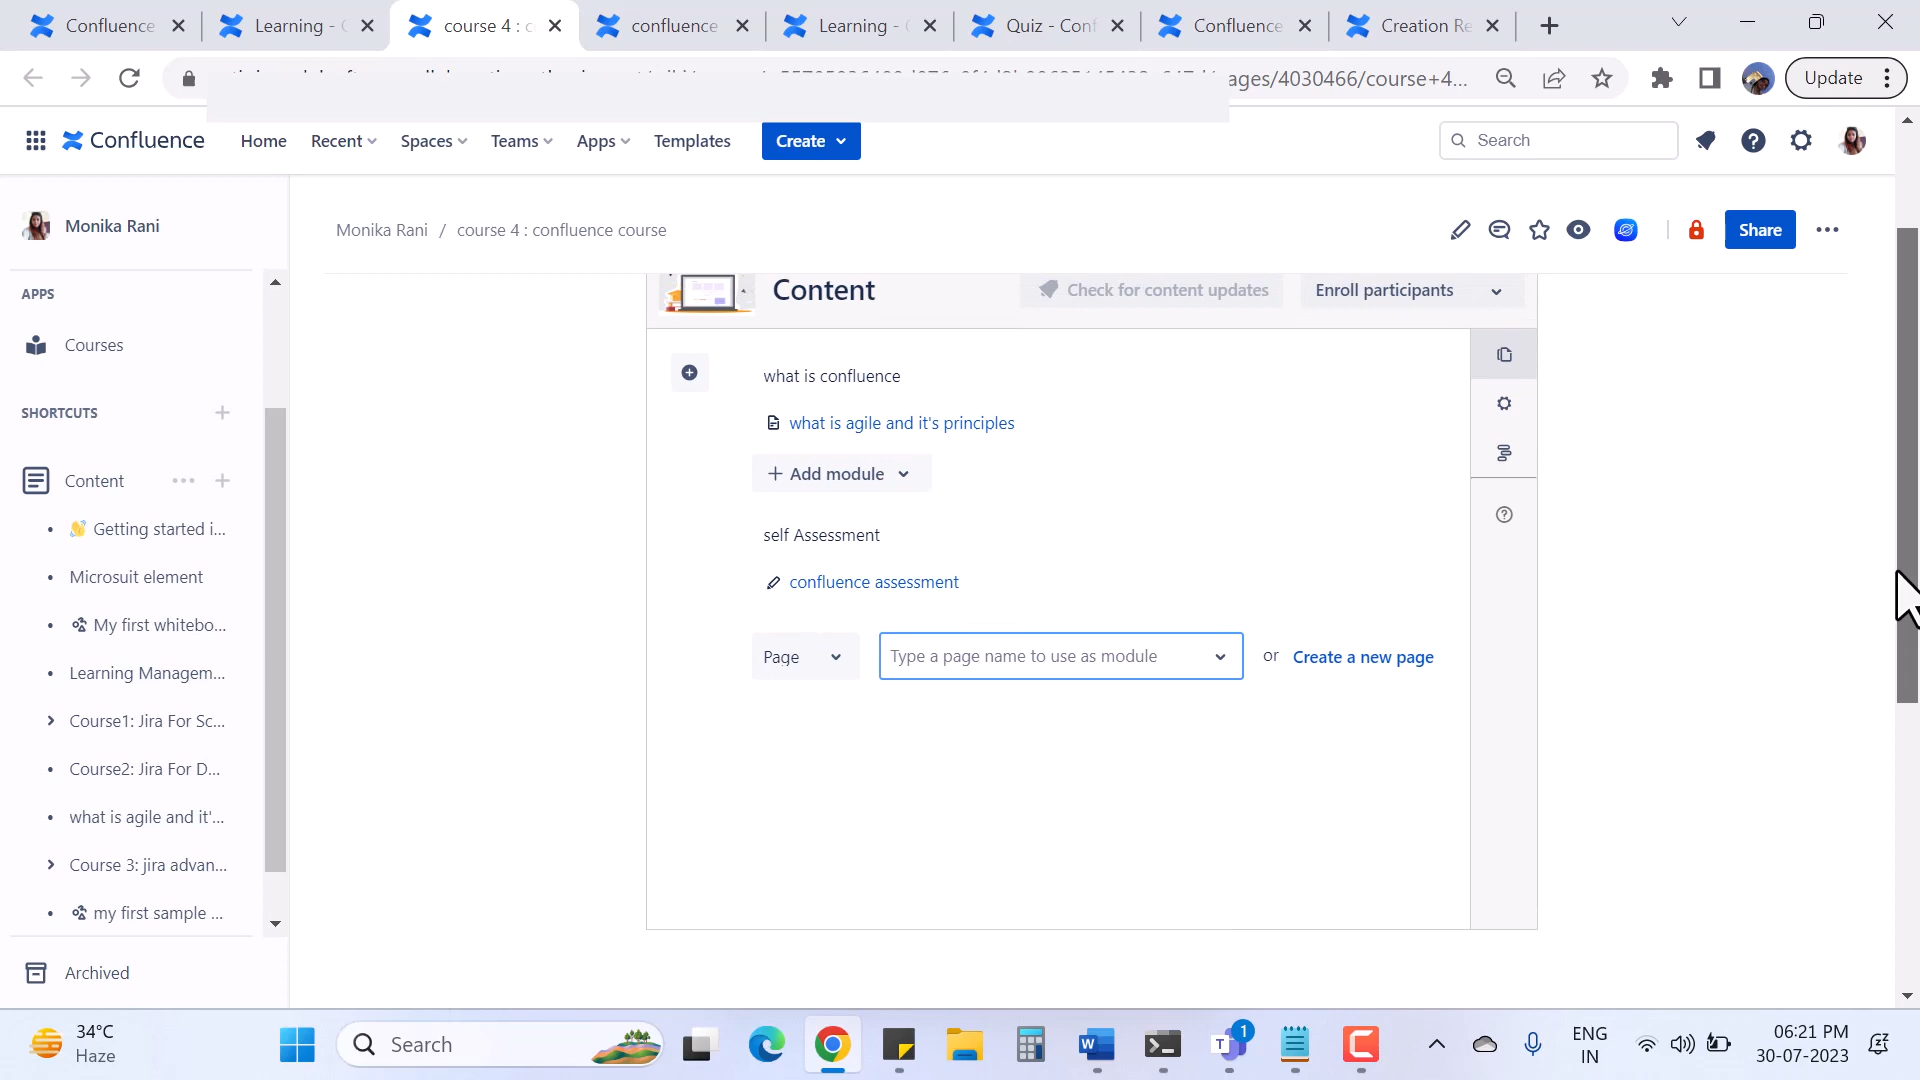 Confluence
Learning - C
course 4 : c
confluence
Learning - C
Quiz - Conf
Confluence
Creation Re
ages/4030466/course+4...
Update
Confluence
Home
Recent
Spaces
Teams
Apps
Templates
Create
Search
Monika Rani
Monika Rani / course 4 : confluence course
Share
APPS
Courses
SHORTCUTS
Content
Getting started i...
Microsuit element
My first whitebo...
Learning Managem...
Course1: Jira For Sc...
Course2: Jira For D...
what is agile and it'...
Course 3: jira advan...
my first sample ...
Archived
Content
Check for content updates
Enroll participants
what is confluence
what is agile and it's principles
+ Add module
self Assessment
confluence assessment
Page
Type a page name to use as module
or
Create a new page
34°C
Haze
Search
1
ENG
IN
06:21 PM
30-07-2023